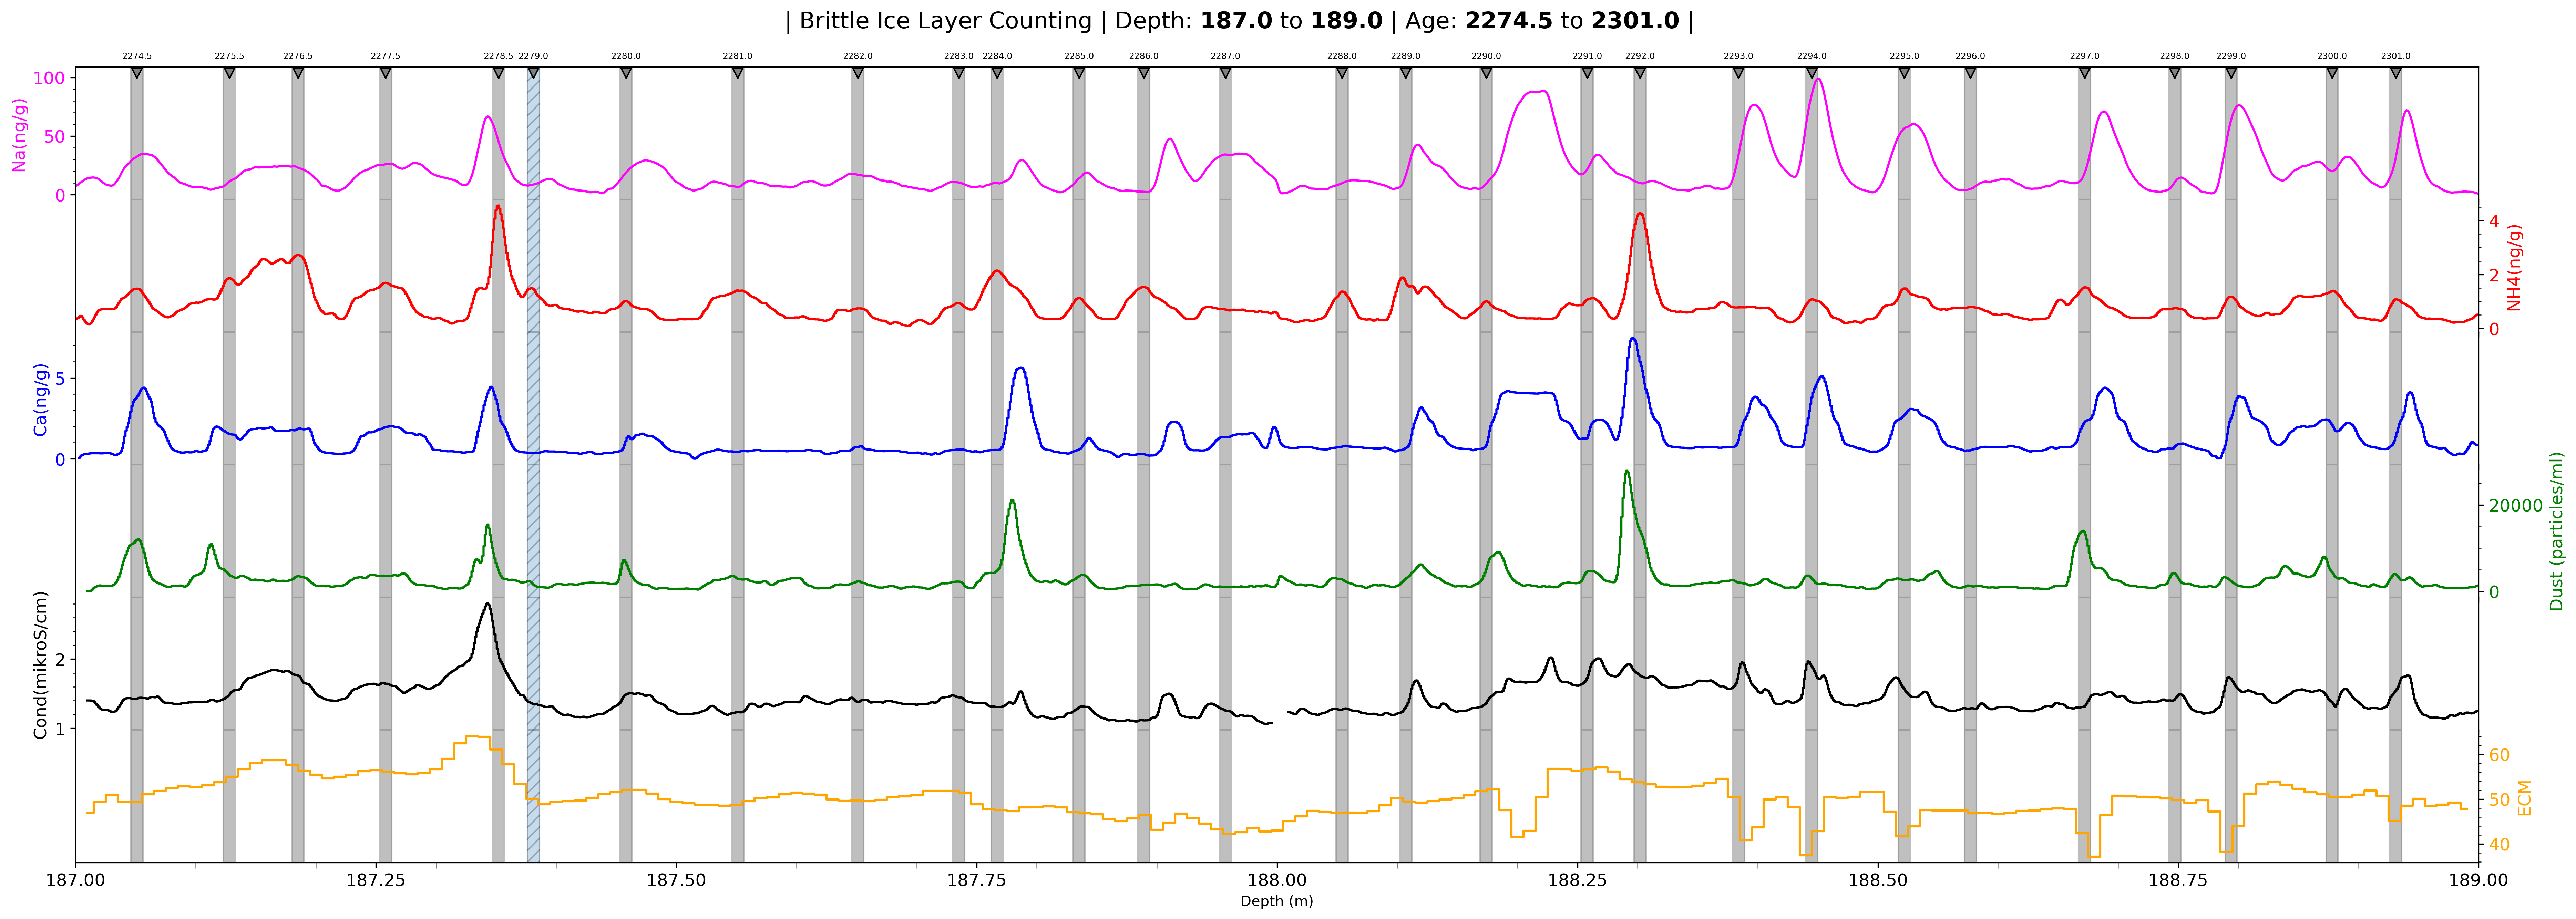 | Brittle Ice Layer Counting | Depth: 187.0 to 189.0 | Age: 2274.5 to 2301.0 |
2274.5 2275.5 2276.5 2277.5 2278.5 2279.0 2280.0 2281.0 2282.0 2283.0 2284.0 2285.0 2286.0 2287.0 2288.0 2289.0 2290.0 2291.0 2292.0 2293.0 2294.0 2295.0 2296.0 2297.0 2298.0 2299.0 2300.0 2301.0
Na(ng/g)
100
50
0
NH4(ng/g)
4
2
0
Ca(ng/g)
5
0
Dust (particles/ml)
20000
0
Cond(mikroS/cm)
2
1
ECM
60
50
40
187.00 187.25 187.50 187.75 188.00 188.25 188.50 188.75 189.00
Depth (m)